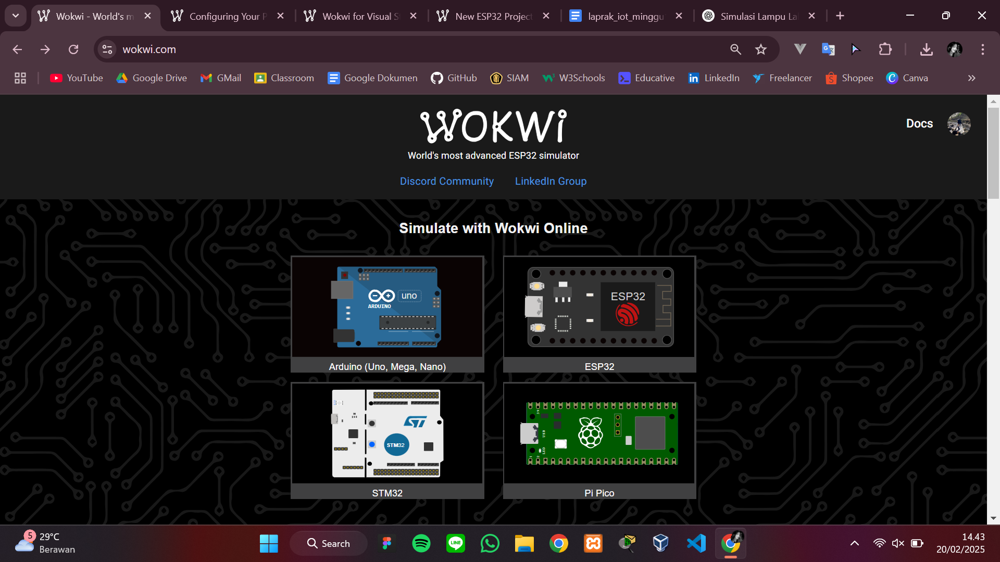 Wokwi - World's m
Configuring Your P
Wokwi for Visual S
New ESP32 Project
laprak_iot_minggu
Simulasi Lampu La
wokwi.com
YouTube
Google Drive
GMail
Classroom
Google Dokumen
GitHub
SIAM
W3Schools
Educative
LinkedIn
Freelancer
Shopee
Canva
WOKWi
Docs
World's most advanced ESP32 simulator
Discord Community
LinkedIn Group
Simulate with Wokwi Online
ARDUINO
uno
ESP32
Arduino (Uno, Mega, Nano)
ESP32
STM32
USB
LED
STM32
Pi Pico
5
29°C
Berawan
Search
LINE
14.43
20/02/2025